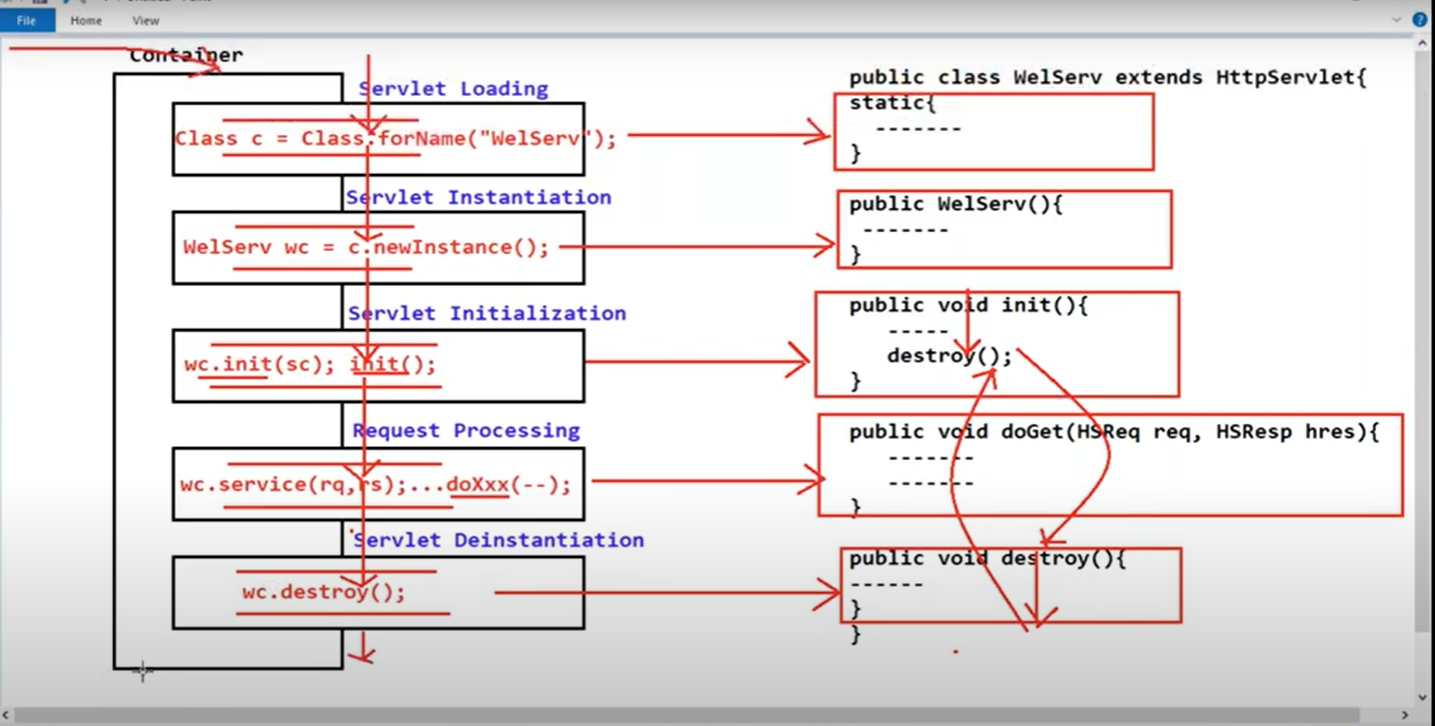 File Home View
Container
Servlet Loading
Class c = Class.forName("WelServ");
Servlet Instantiation
WelServ wc = c.newInstance();
Servlet Initialization
wc.init(sc); init();
Request Processing
wc.service(rq,rs);...doXxx(--);
Servlet Deinstantiation
wc.destroy();
public class WelServ extends HttpServlet{
static{
-------
}
public WelServ(){
-------
}
public void init(){
-----
destroy();
}
public void doGet(HSReq req, HSResp hres){
-------
-------
}
public void destroy(){
------
}
}